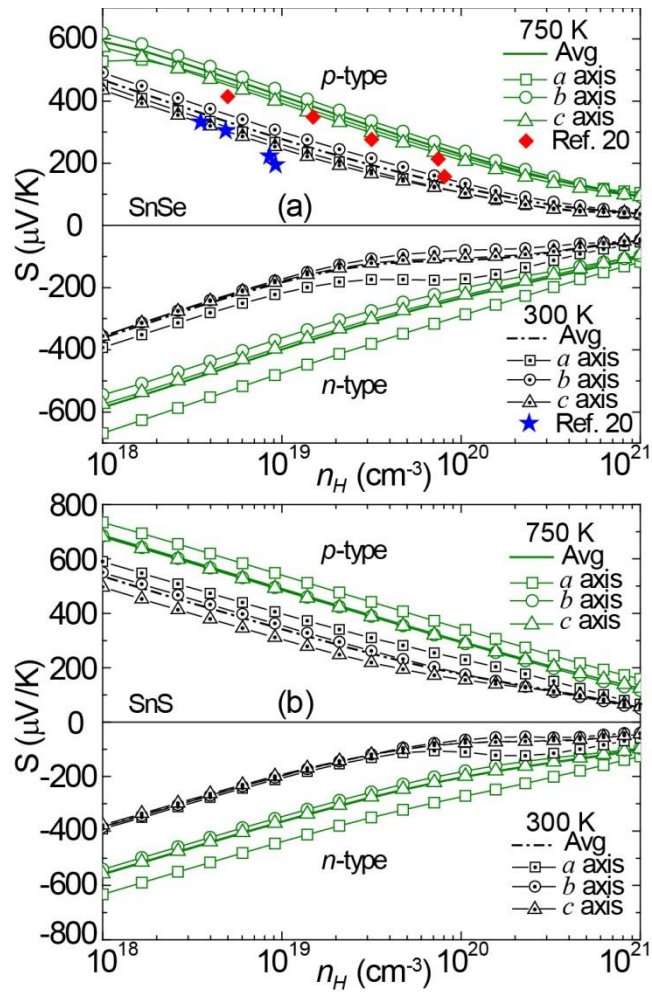 600
400
200
0
-200
-400
-600
S (μV/K)
p-type
750 K
Avg
a axis
b axis
c axis
Ref. 20
SnSe
(a)
n-type
300 K
Avg
a axis
b axis
c axis
Ref. 20
10^18
10^19
10^20
10^21
n_H (cm^-3)
800
600
400
200
0
-200
-400
-600
-800
S (μV/K)
p-type
750 K
Avg
a axis
b axis
c axis
SnS
(b)
n-type
300 K
Avg
a axis
b axis
c axis
10^18
10^19
10^20
10^21
n_H (cm^-3)